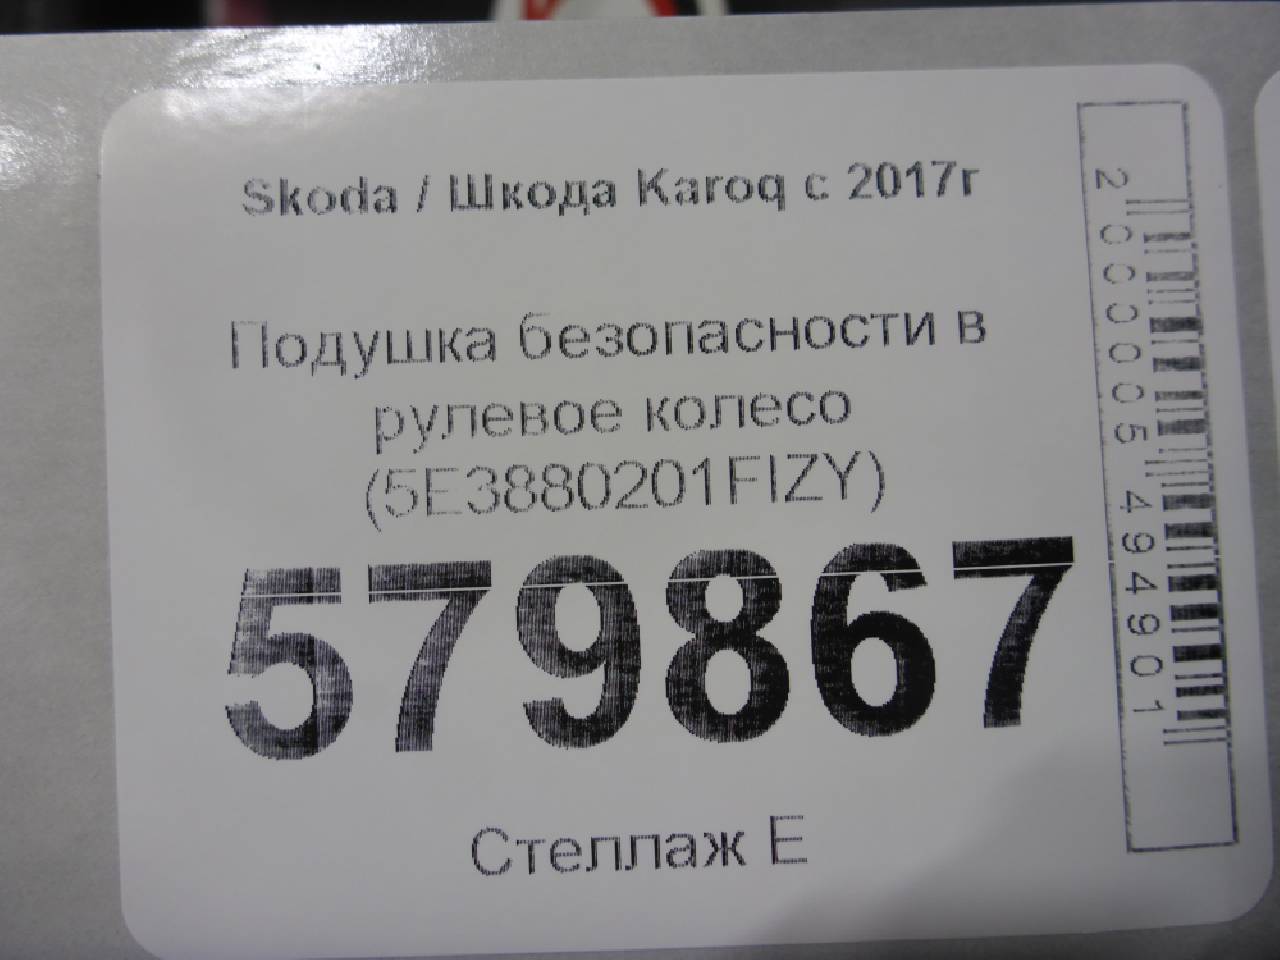 Skoda / Шкода Karoq с 2017г
Подушка безопасности в
рулевое колесо
(5E3880201FIZY)
579867
Стеллаж Е
2000005494901